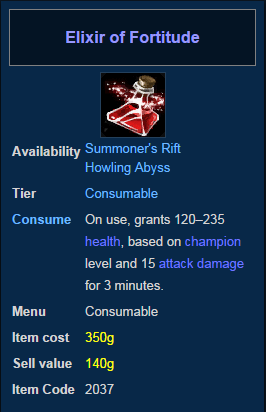 Elixir of Fortitude
Availability Summoner's Rift
Howling Abyss
Tier Consumable
Consume On use, grants 120–235
health, based on champion
level and 15 attack damage
for 3 minutes.
Menu Consumable
Item cost 350g
Sell value 140g
Item Code 2037